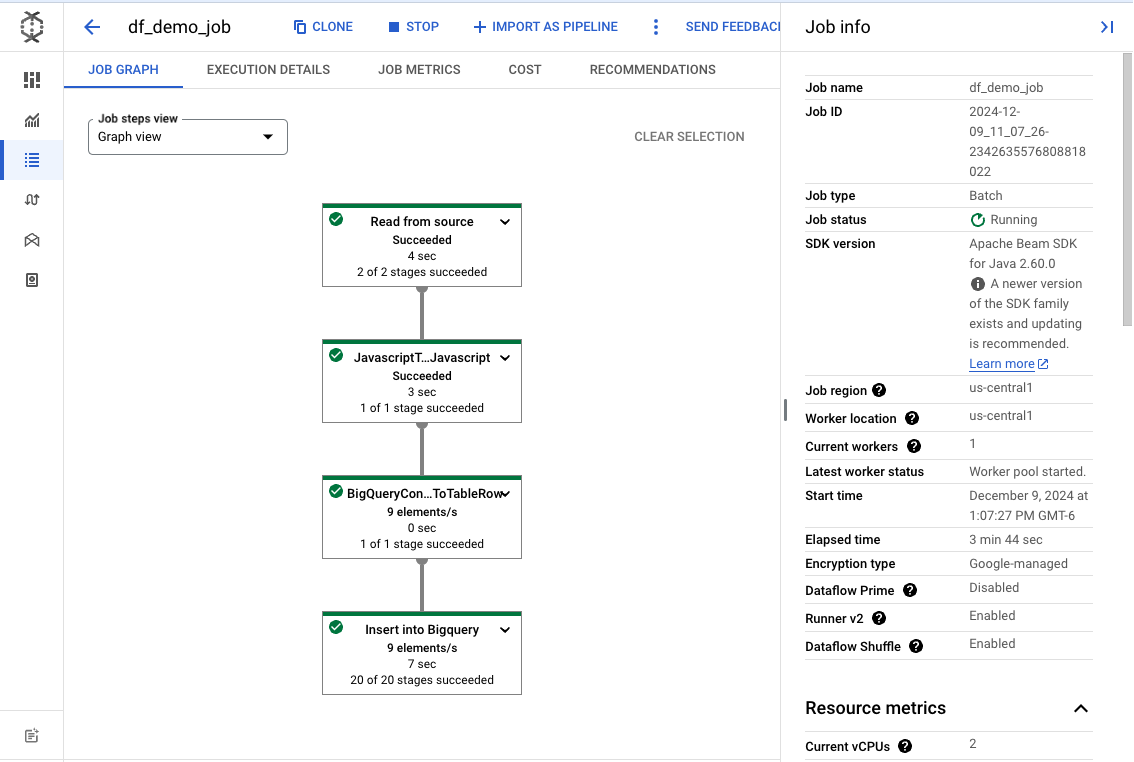 df_demo_job
CLONE
STOP
IMPORT AS PIPELINE
SEND FEEDBAC
JOB GRAPH
EXECUTION DETAILS
JOB METRICS
COST
RECOMMENDATIONS
Job steps view
Graph view
CLEAR SELECTION
Read from source
Succeeded
4 sec
2 of 2 stages succeeded
JavascriptT...Javascript
Succeeded
3 sec
1 of 1 stage succeeded
BigQueryCon...ToTableRow
9 elements/s
0 sec
1 of 1 stage succeeded
Insert into Bigquery
9 elements/s
7 sec
20 of 20 stages succeeded
Job info
Job name df_demo_job
Job ID 2024-12-
09_11_07_26-
2342635576808818
022
Job type Batch
Job status Running
SDK version Apache Beam SDK
for Java 2.60.0
A newer version
of the SDK family
exists and updating
is recommended.
Learn more
Job region us-central1
Worker location us-central1
Current workers 1
Latest worker status Worker pool started.
Start time December 9, 2024 at
1:07:27 PM GMT-6
Elapsed time 3 min 44 sec
Encryption type Google-managed
Dataflow Prime Disabled
Runner v2 Enabled
Dataflow Shuffle Enabled
Resource metrics
Current vCPUs 2